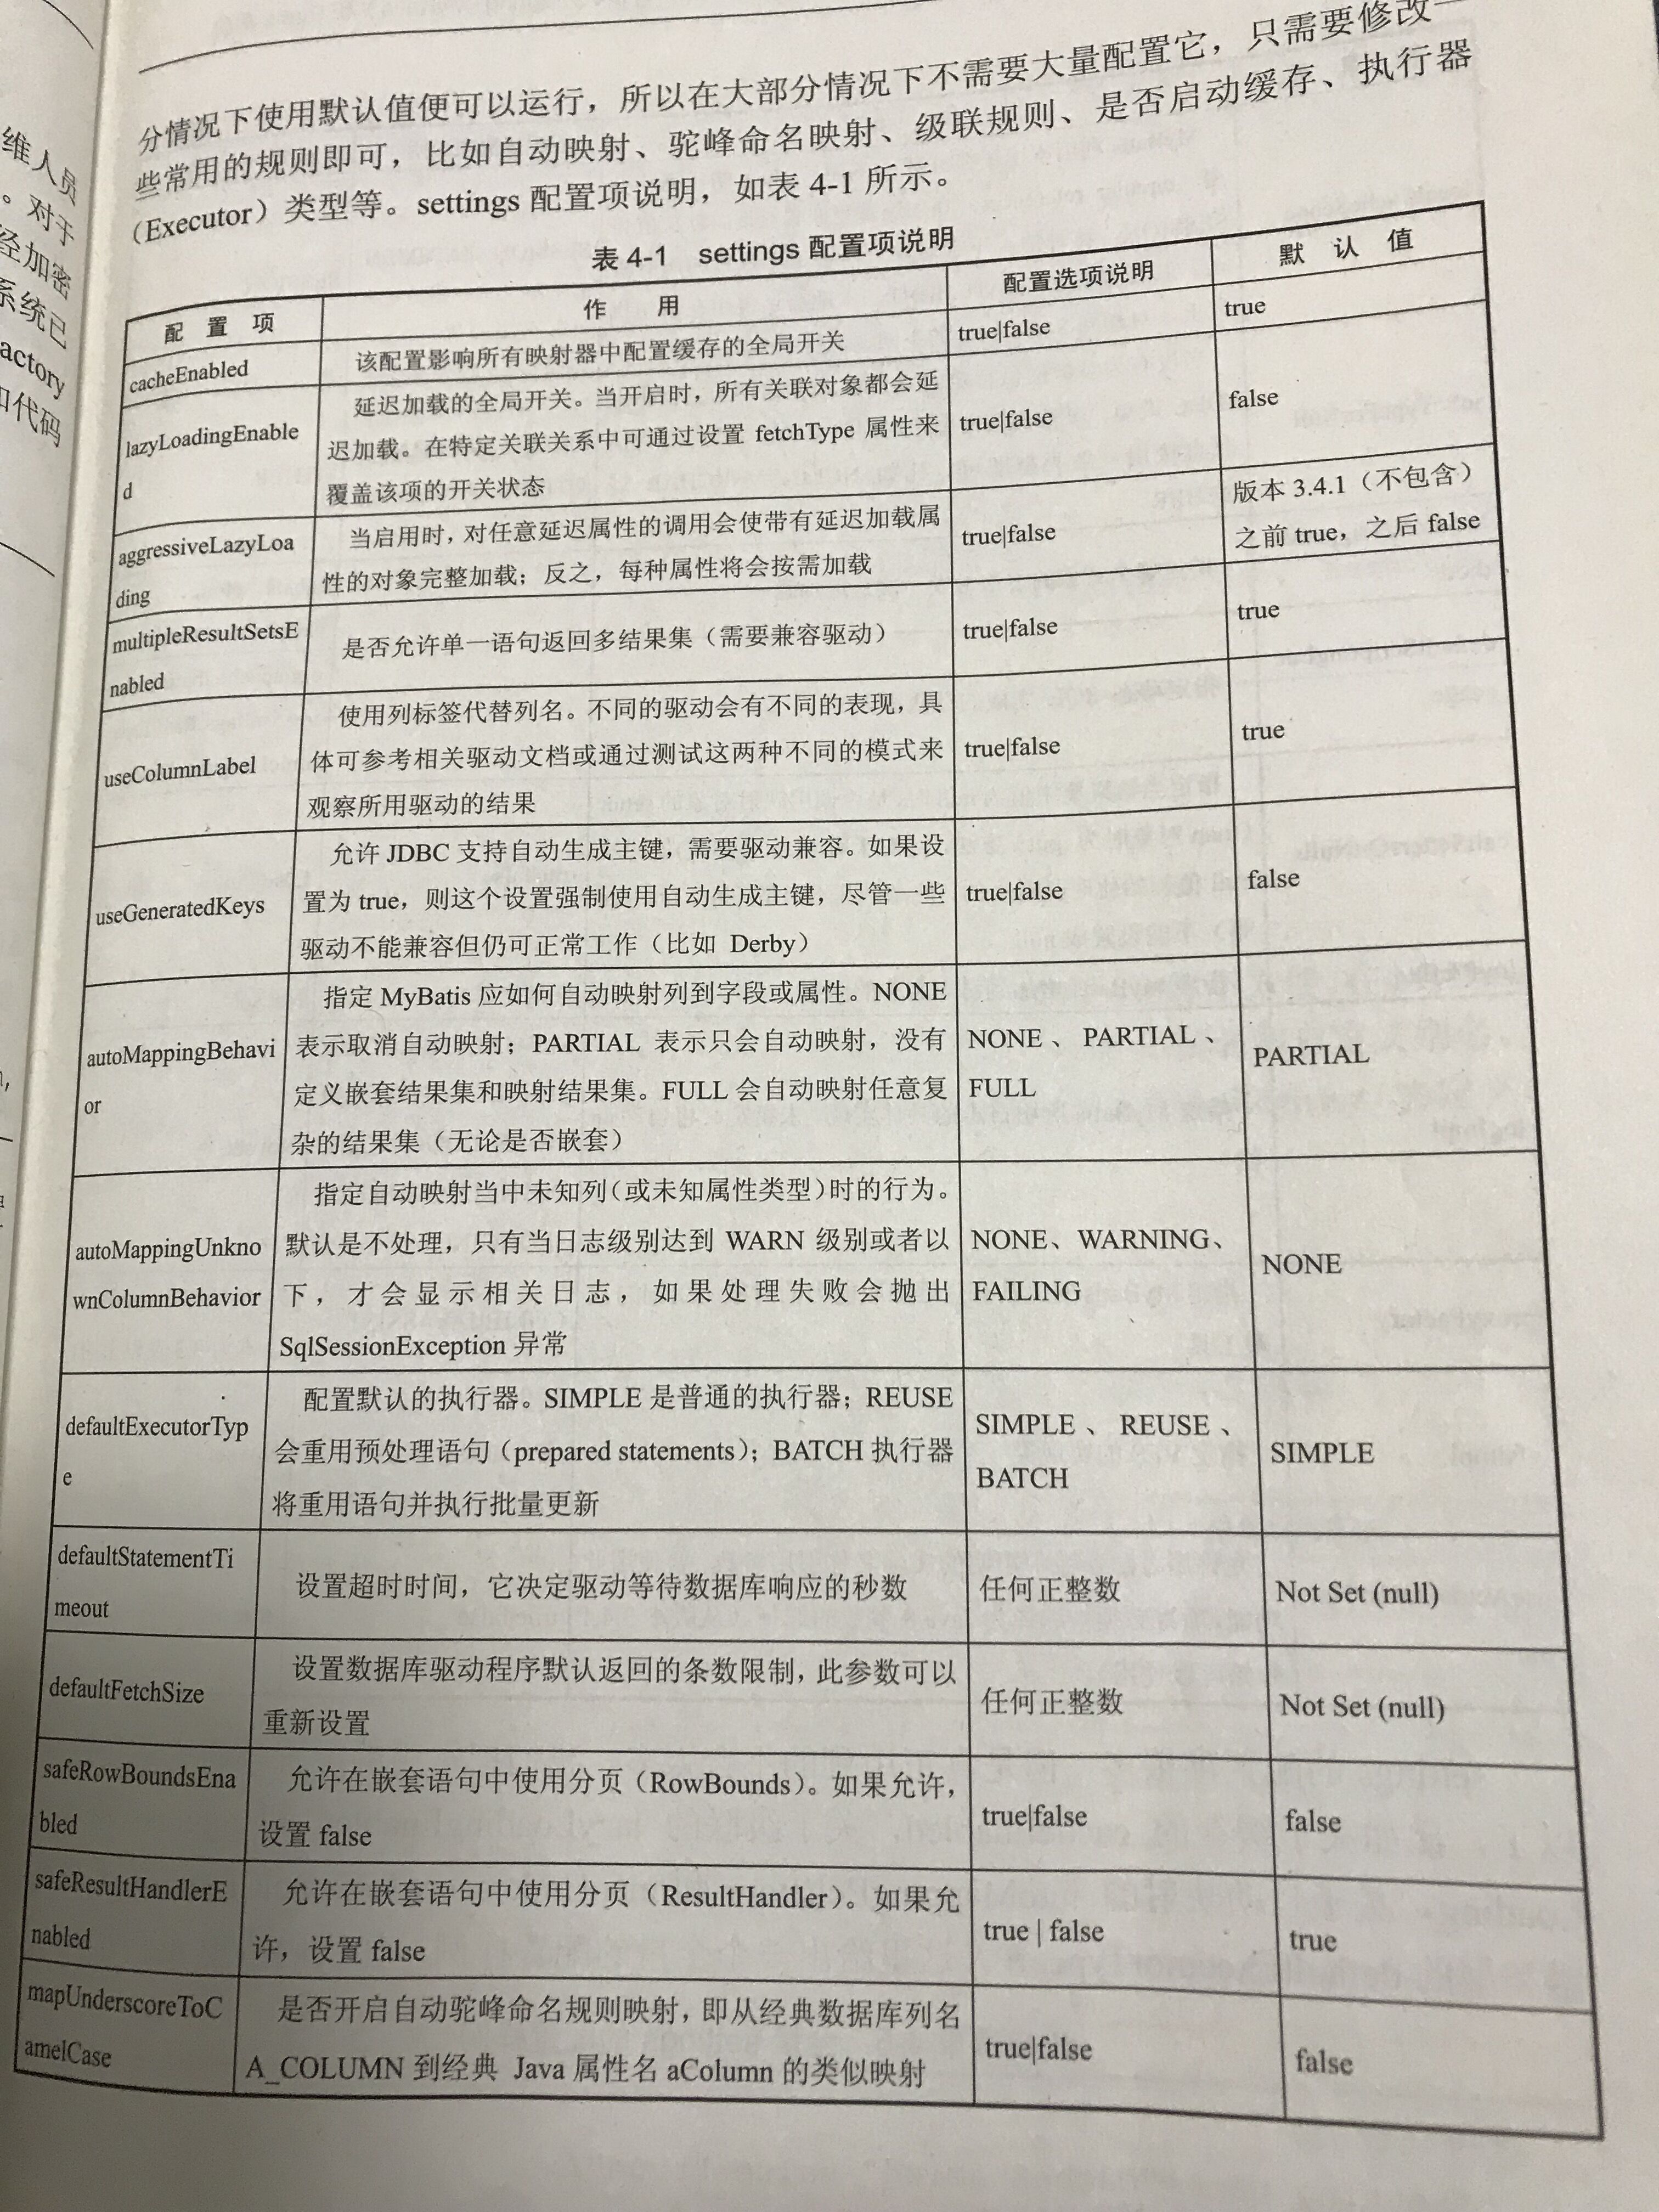 维人员
。对于
经加密
系统已
actory
代码
分情况下使用默认值便可以运行，所以在大部分情况下不需要大量配置它，只需要修改一
些常用的规则即可，比如自动映射、驼峰命名映射、级联规则、是否启动缓存、执行器
（Executor）类型等。settings 配置项说明，如表 4-1 所示。
表 4-1 settings 配置项说明
配 置 项
作 用
配置选项说明
默 认 值
cacheEnabled
该配置影响所有映射器中配置缓存的全局开关
true|false
true
lazyLoadingEnable
d
延迟加载的全局开关。当开启时，所有关联对象都会延
迟加载。在特定关联关系中可通过设置 fetchType 属性来
覆盖该项的开关状态
true|false
false
aggressiveLazyLoa
ding
当启用时，对任意延迟属性的调用会使带有延迟加载属
性的对象完整加载；反之，每种属性将会按需加载
true|false
版本 3.4.1（不包含）
之前 true，之后 false
multipleResultSetsE
nabled
是否允许单一语句返回多结果集（需要兼容驱动）
true|false
true
useColumnLabel
使用列标签代替列名。不同的驱动会有不同的表现，具
体可参考相关驱动文档或通过测试这两种不同的模式来
观察所用驱动的结果
true|false
true
useGeneratedKeys
允许 JDBC 支持自动生成主键，需要驱动兼容。如果设
置为 true，则这个设置强制使用自动生成主键，尽管一些
驱动不能兼容但仍可正常工作（比如 Derby）
true|false
false
autoMappingBehavi
or
指定 MyBatis 应如何自动映射列到字段或属性。NONE
表示取消自动映射；PARTIAL 表示只会自动映射，没有
定义嵌套结果集和映射结果集。FULL 会自动映射任意复
杂的结果集（无论是否嵌套）
NONE 、 PARTIAL 、
FULL
PARTIAL
autoMappingUnkno
wnColumnBehavior
指定自动映射当中未知列（或未知属性类型）时的行为。
默认是不处理，只有当日志级别达到 WARN 级别或者以
下，才会显示相关日志，如果处理失败会抛出
SqlSessionException 异常
NONE、WARNING、
FAILING
NONE
defaultExecutorTyp
e
配置默认的执行器。SIMPLE 是普通的执行器；REUSE
会重用预处理语句（prepared statements）；BATCH 执行器
将重用语句并执行批量更新
SIMPLE 、 REUSE 、
BATCH
SIMPLE
defaultStatementTi
meout
设置超时时间，它决定驱动等待数据库响应的秒数
任何正整数
Not Set (null)
defaultFetchSize
设置数据库驱动程序默认返回的条数限制，此参数可以
重新设置
任何正整数
Not Set (null)
safeRowBoundsEna
bled
允许在嵌套语句中使用分页（RowBounds）。如果允许，
设置 false
true|false
false
safeResultHandlerE
nabled
允许在嵌套语句中使用分页（ResultHandler）。如果允
许，设置 false
true | false
true
mapUnderscoreToC
amelCase
是否开启自动驼峰命名规则映射，即从经典数据库列名
A_COLUMN 到经典 Java 属性名 aColumn 的类似映射
true|false
false